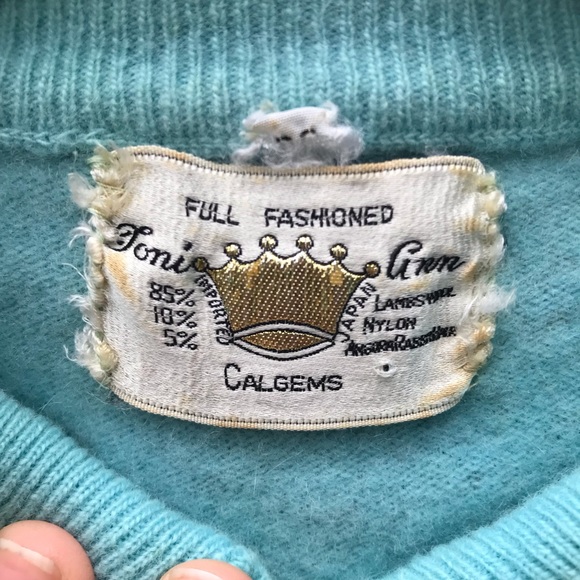 FULL FASHIONED
Toni Ann
IMPORTED JAPAN
85% LAMBSWOOL
10% NYLON
5% ANGORA RABBIT HAIR
CALGEMS